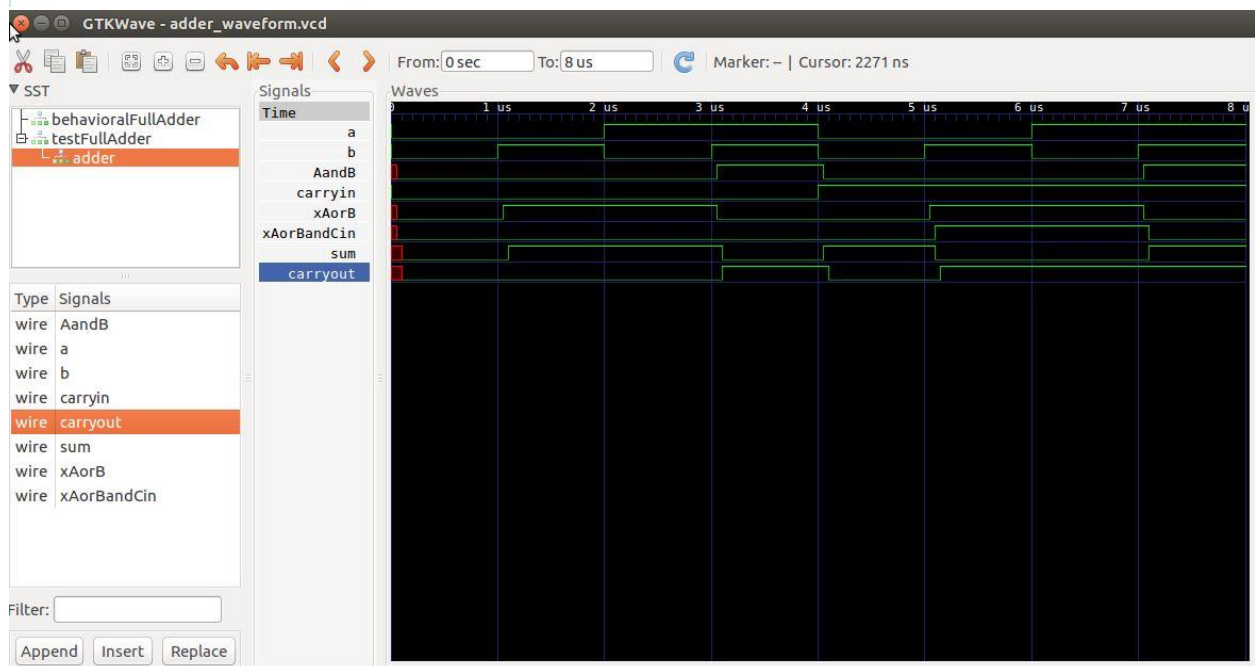 GTKWave - adder_waveform.vcd
From: 0 sec To: 8 us Marker: -- | Cursor: 2271 ns
SST
behavioralFullAdder
testFullAdder
adder
Type Signals
wire AandB
wire a
wire b
wire carryin
wire carryout
wire sum
wire xAorB
wire xAorBandCin
Filter:
Append Insert Replace
Signals
Time
a
b
AandB
carryin
xAorB
xAorBandCin
sum
carryout
Waves
0 1 us 2 us 3 us 4 us 5 us 6 us 7 us 8 u